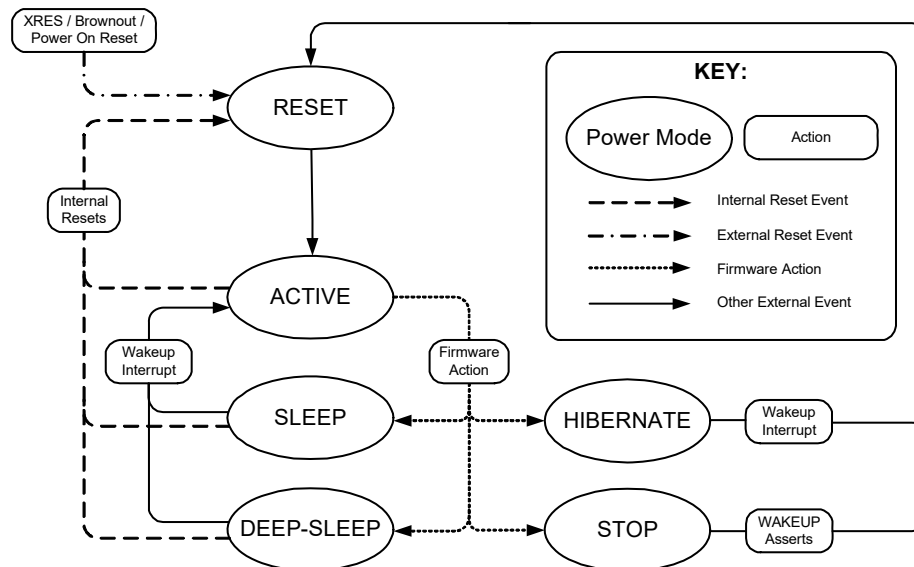 XRES / Brownout /
Power On Reset
KEY:
RESET
Power Mode
Action
Internal
Resets
Internal Reset Event
External Reset Event
Firmware Action
Other External Event
ACTIVE
Wakeup
Interrupt
Firmware
Action
SLEEP
HIBERNATE
Wakeup
Interrupt
DEEP-SLEEP
STOP
WAKEUP
Asserts